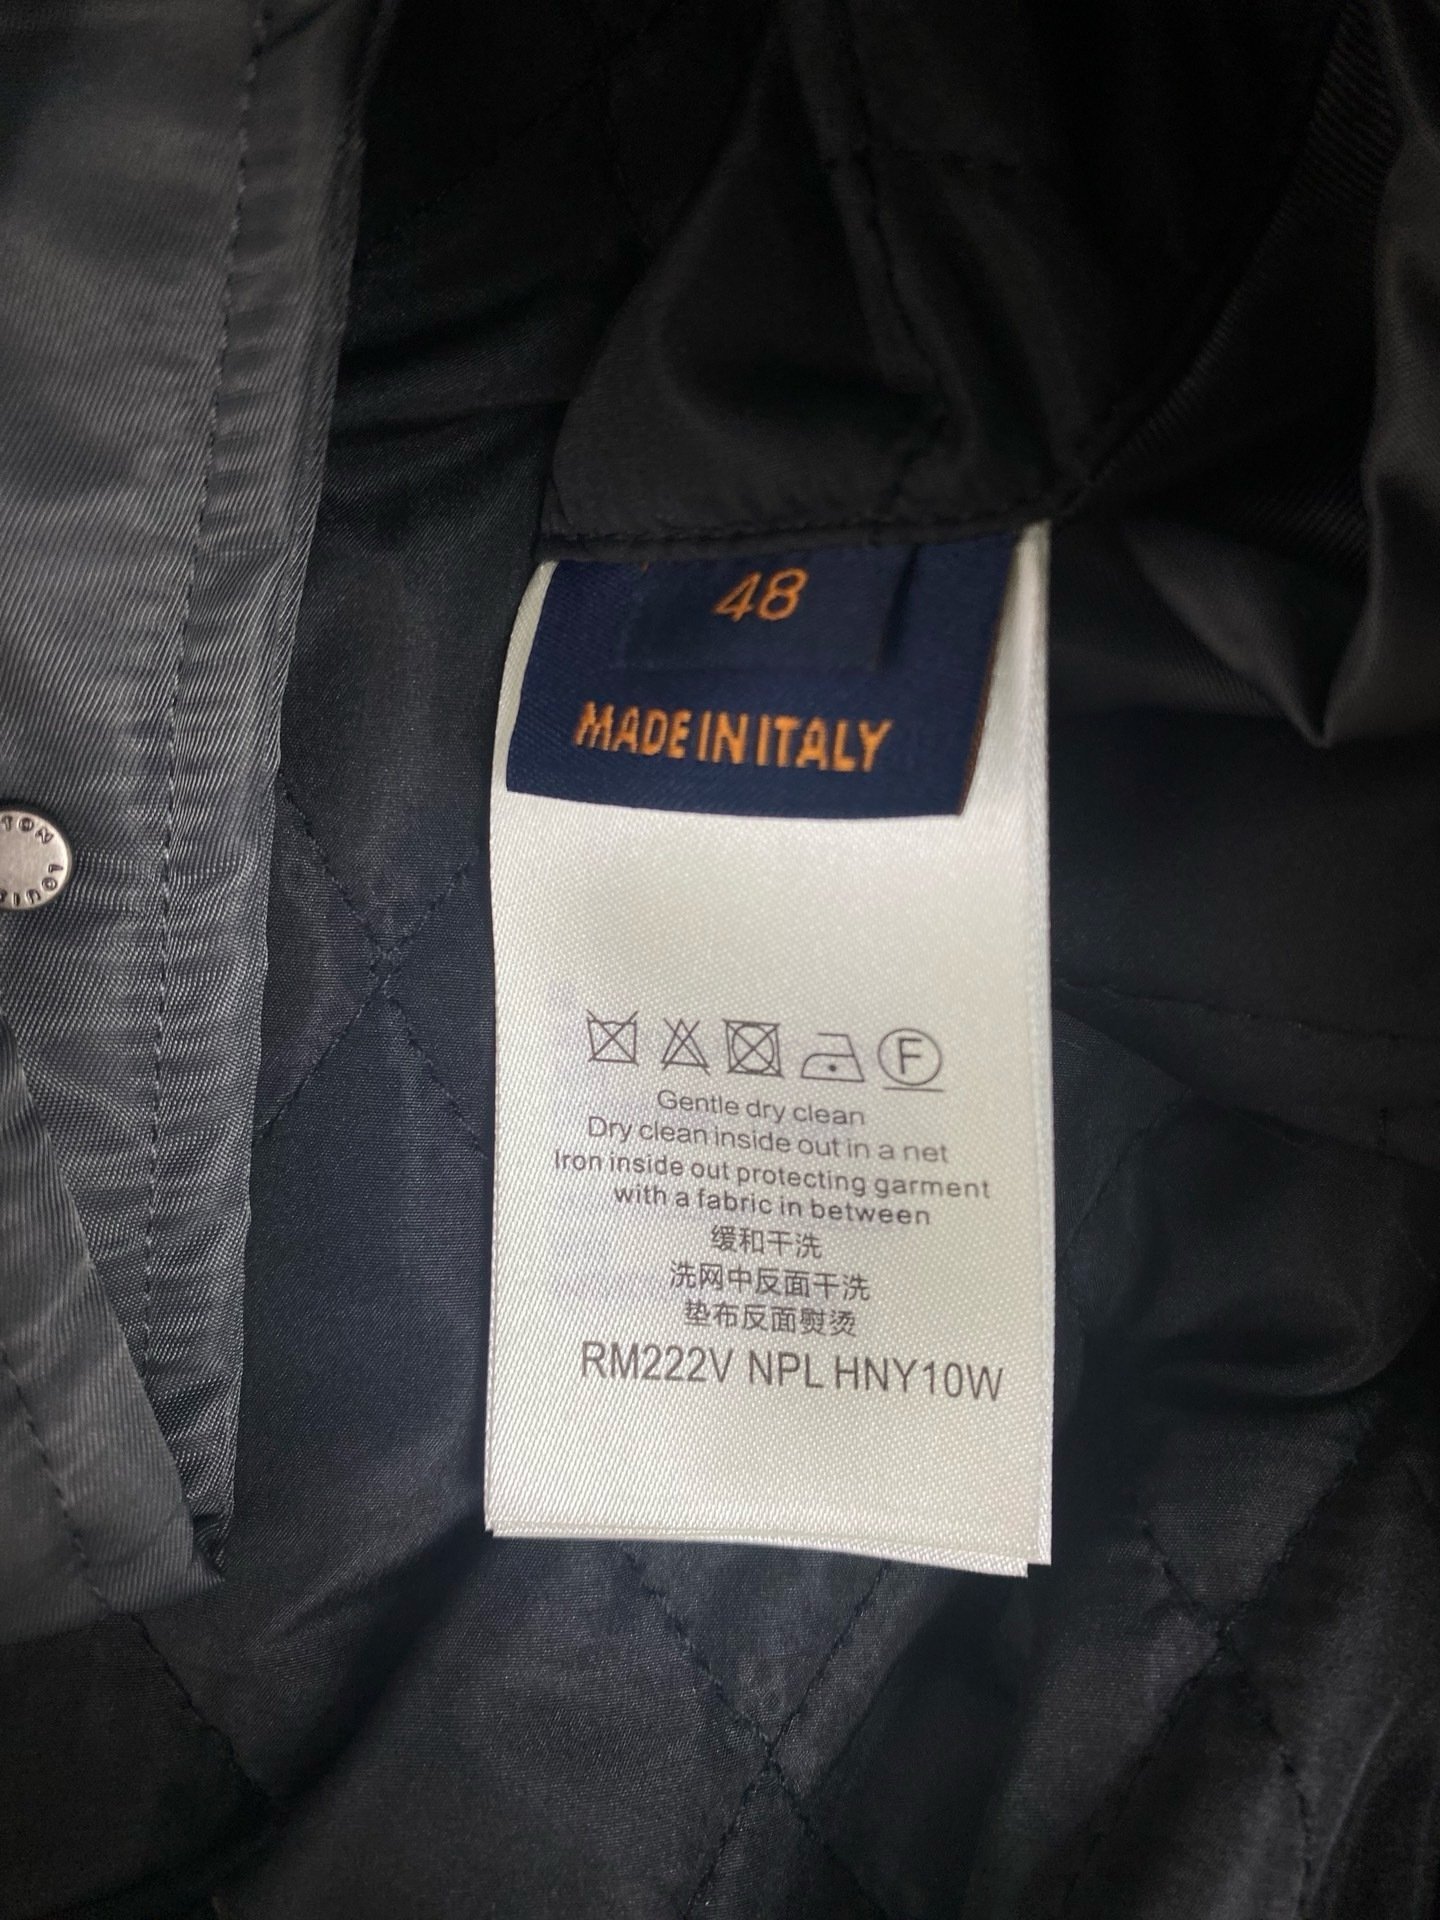 48
MADE IN ITALY
TON LOUIS
F
Gentle dry clean
Dry clean inside out in a net
Iron inside out protecting garment
with a fabric in between
缓和干洗
洗网中反面干洗
垫布反面熨烫
RM222V NPL HNY10W